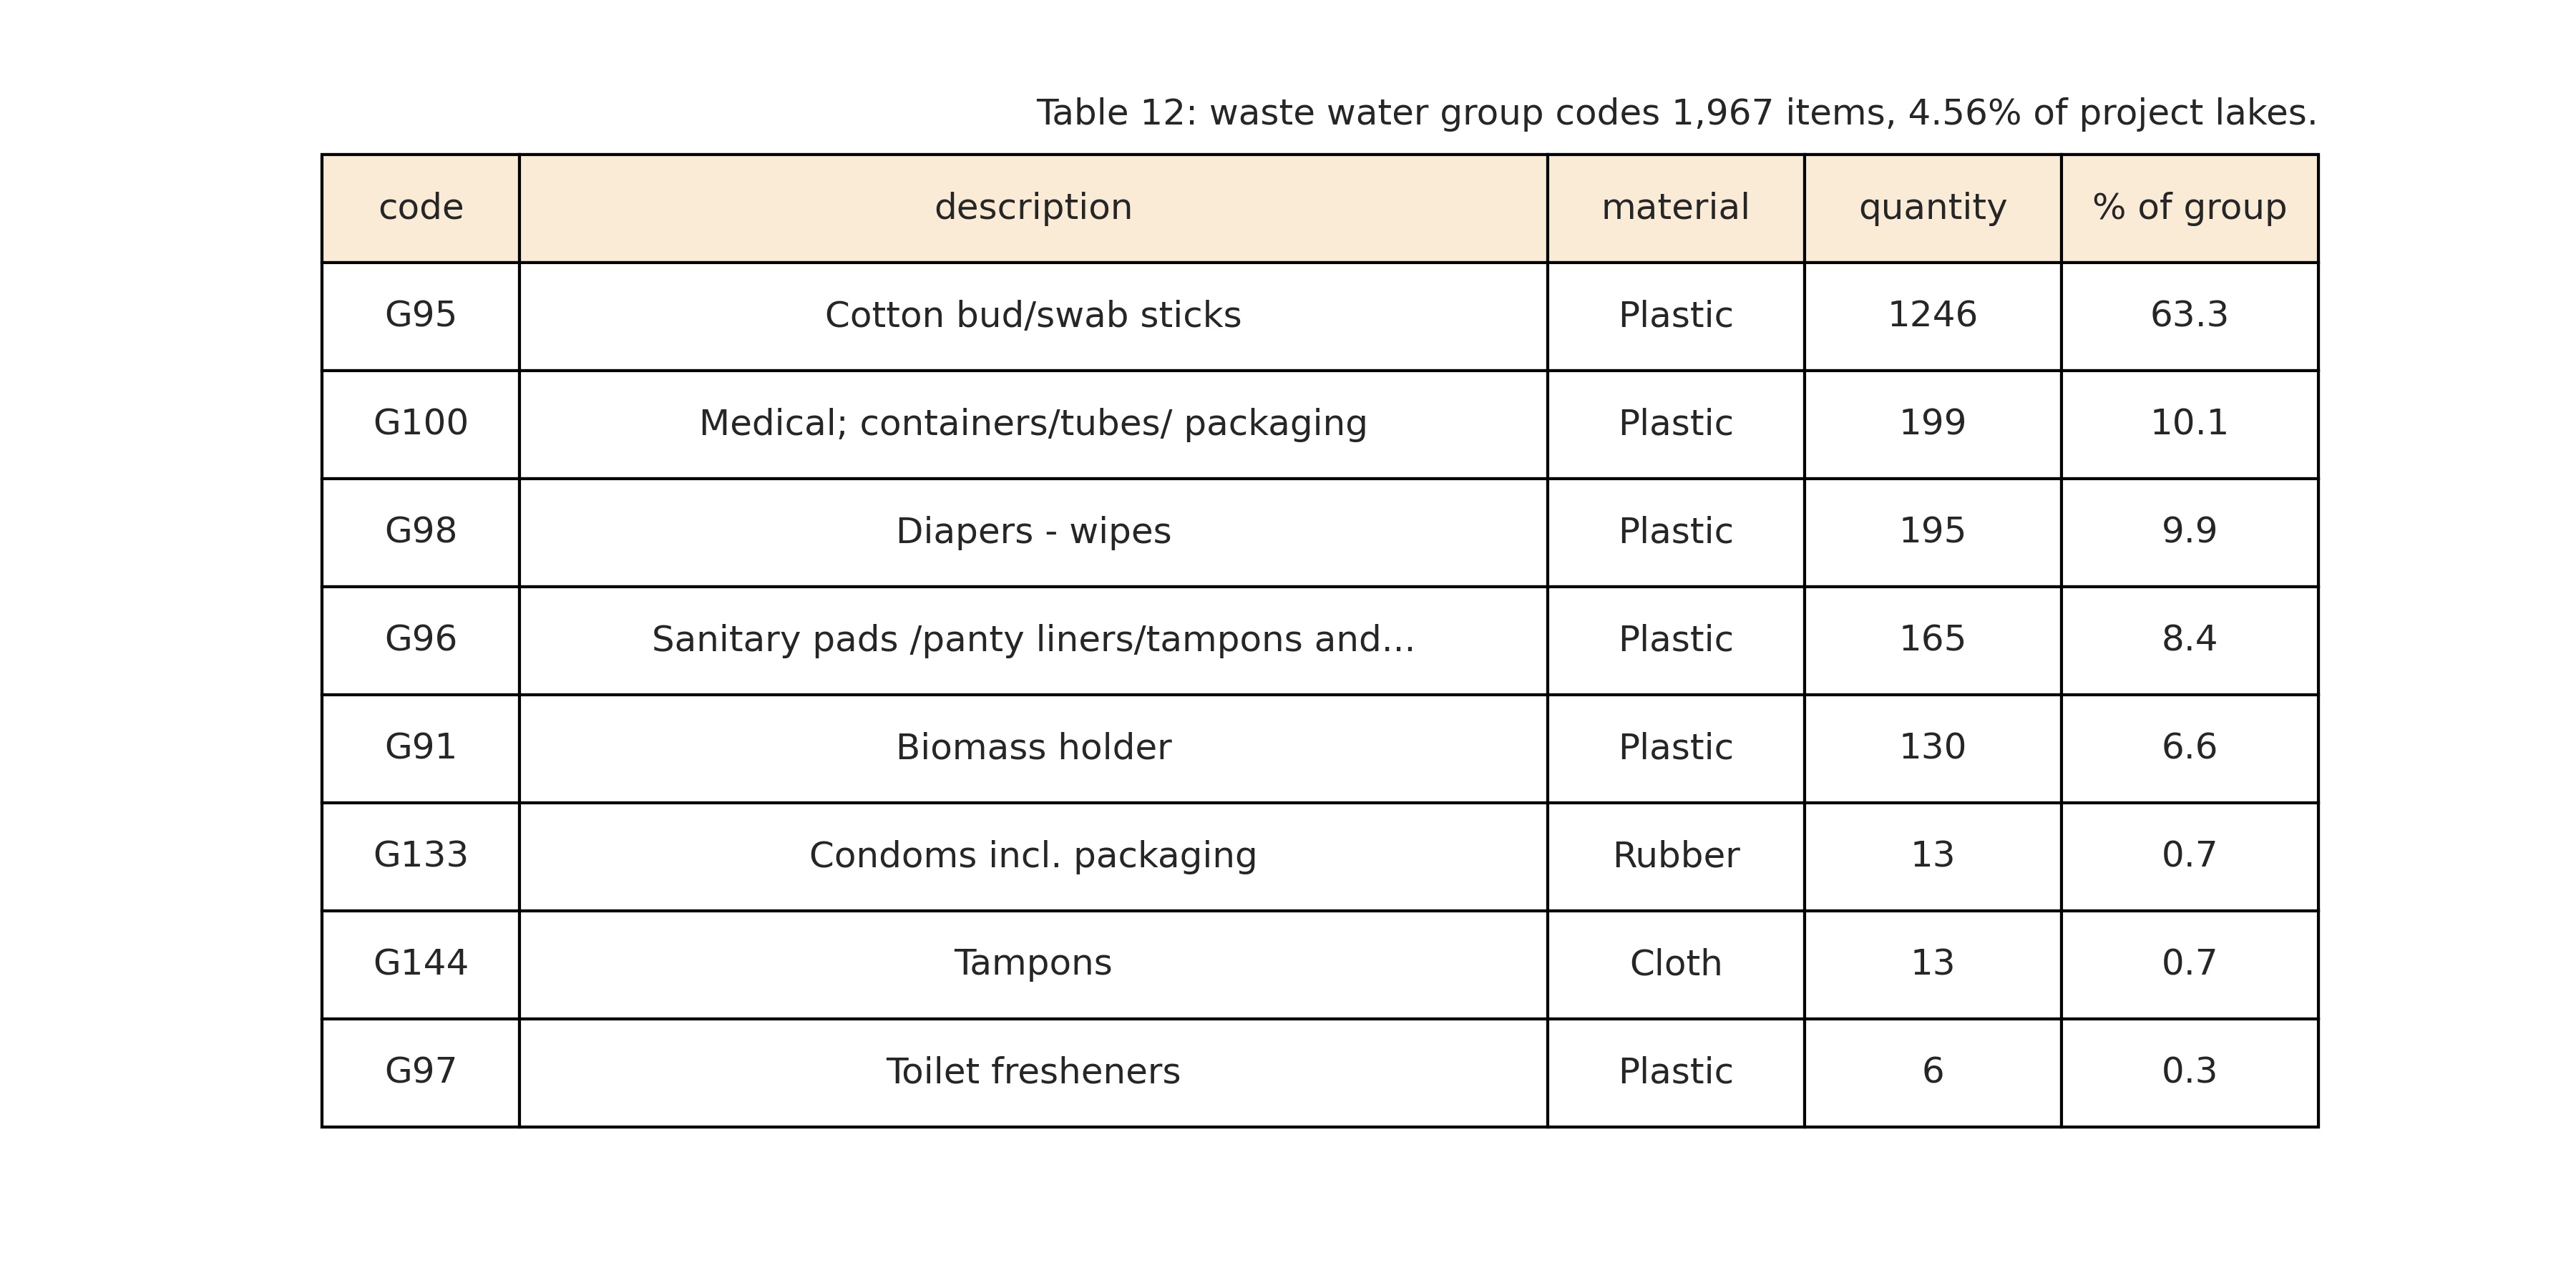 Table 12: waste water group codes 1,967 items, 4.56% of project lakes.
code description material quantity % of group
G95 Cotton bud/swab sticks Plastic 1246 63.3
G100 Medical; containers/tubes/ packaging Plastic 199 10.1
G98 Diapers - wipes Plastic 195 9.9
G96 Sanitary pads /panty liners/tampons and... Plastic 165 8.4
G91 Biomass holder Plastic 130 6.6
G133 Condoms incl. packaging Rubber 13 0.7
G144 Tampons Cloth 13 0.7
G97 Toilet fresheners Plastic 6 0.3